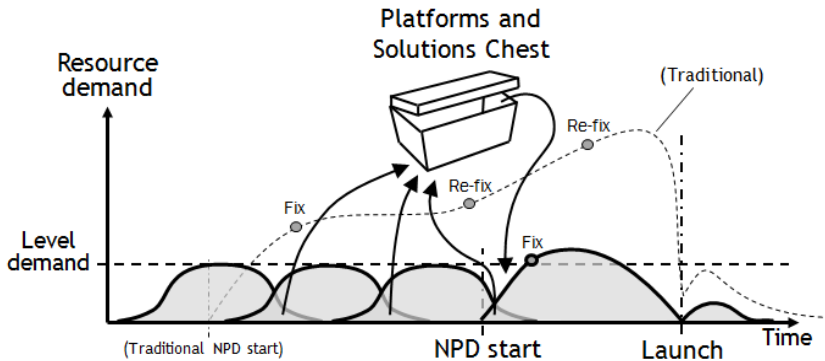 Platforms and
Solutions Chest
Resource
demand
(Traditional)
Re-fix
Re-fix
Fix
Fix
Level
demand
(Traditional NPD start)
NPD start
Launch
Time